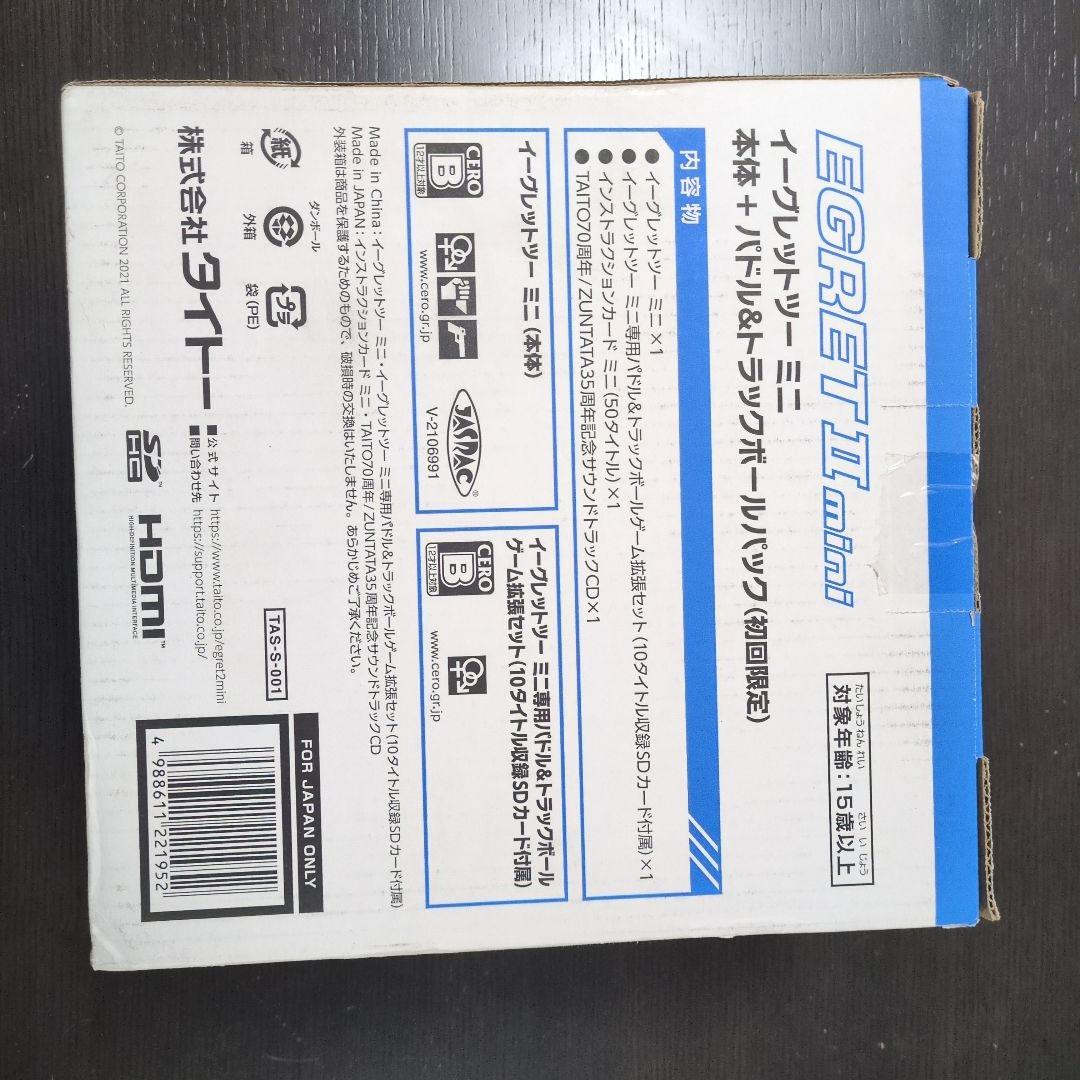 EGRET II mini
イーグレットツー ミニ
本体 + パドル&トラックボールパック(初回限定)
たいしょうねんれい さい い じょう
対象年齢:15歳以上
内容物
●イーグレットツー ミニ×1
●イーグレットツー ミニ専用パドル&トラックボールゲーム拡張セット(10タイトル収録SDカード付属)×1
●インストラクションカード ミニ(50タイトル)×1
●TAITO70周年/ZUNTATA35周年記念サウンドトラックCD×1
イーグレットツー ミニ (本体)
CERO
B
12才以上対象
www.cero.gr.jp
JASRAC
®
V-2106991
イーグレットツー ミニ専用パドル&トラックボール
ゲーム拡張セット(10タイトル収録SDカード付属)
CERO
B
12才以上対象
www.cero.gr.jp
Made in China:イーグレットツー ミニ・イーグレットツー ミニ専用パドル&トラックボールゲーム拡張セット(10タイトル収録SDカード付属)
Made in JAPAN:インストラクションカード ミニ・TAITO70周年/ZUNTATA35周年記念サウンドトラックCD
外装箱は商品を保護するためのもので、破損時の交換はいたしません。あらかじめご了承ください。
紙
箱
ダンボール
外箱
プラ
袋(PE)
TAS-S-001
FOR JAPAN ONLY
4 988611 221952
株式会社 タイトー
■公式サイト https://www.taito.co.jp/egret2mini
■問い合わせ先 https://support.taito.co.jp/
SD HC ™
HDMI ™
HIGH-DEFINITION MULTIMEDIA INTERFACE
© TAITO CORPORATION 2021 ALL RIGHTS RESERVED.